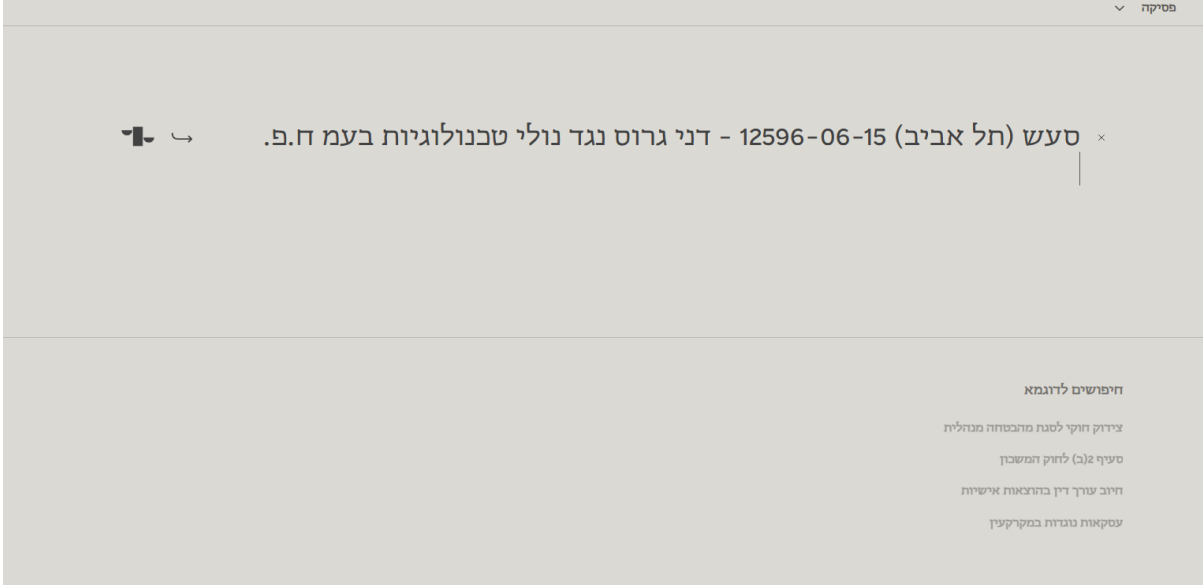 פסיקה
סעש (תל אביב) 12596-06-15 - דני גרוס נגד נולי טכנולוגיות בעמ ח.פ.
חיפושים לדוגמא
צידוק חוקי לסגת מהבטחה מנהלית
סעיף 2(ב) לחוק המשכון
חיוב עורך דין בהוצאות אישיות
עסקאות נוגדות במקרקעין